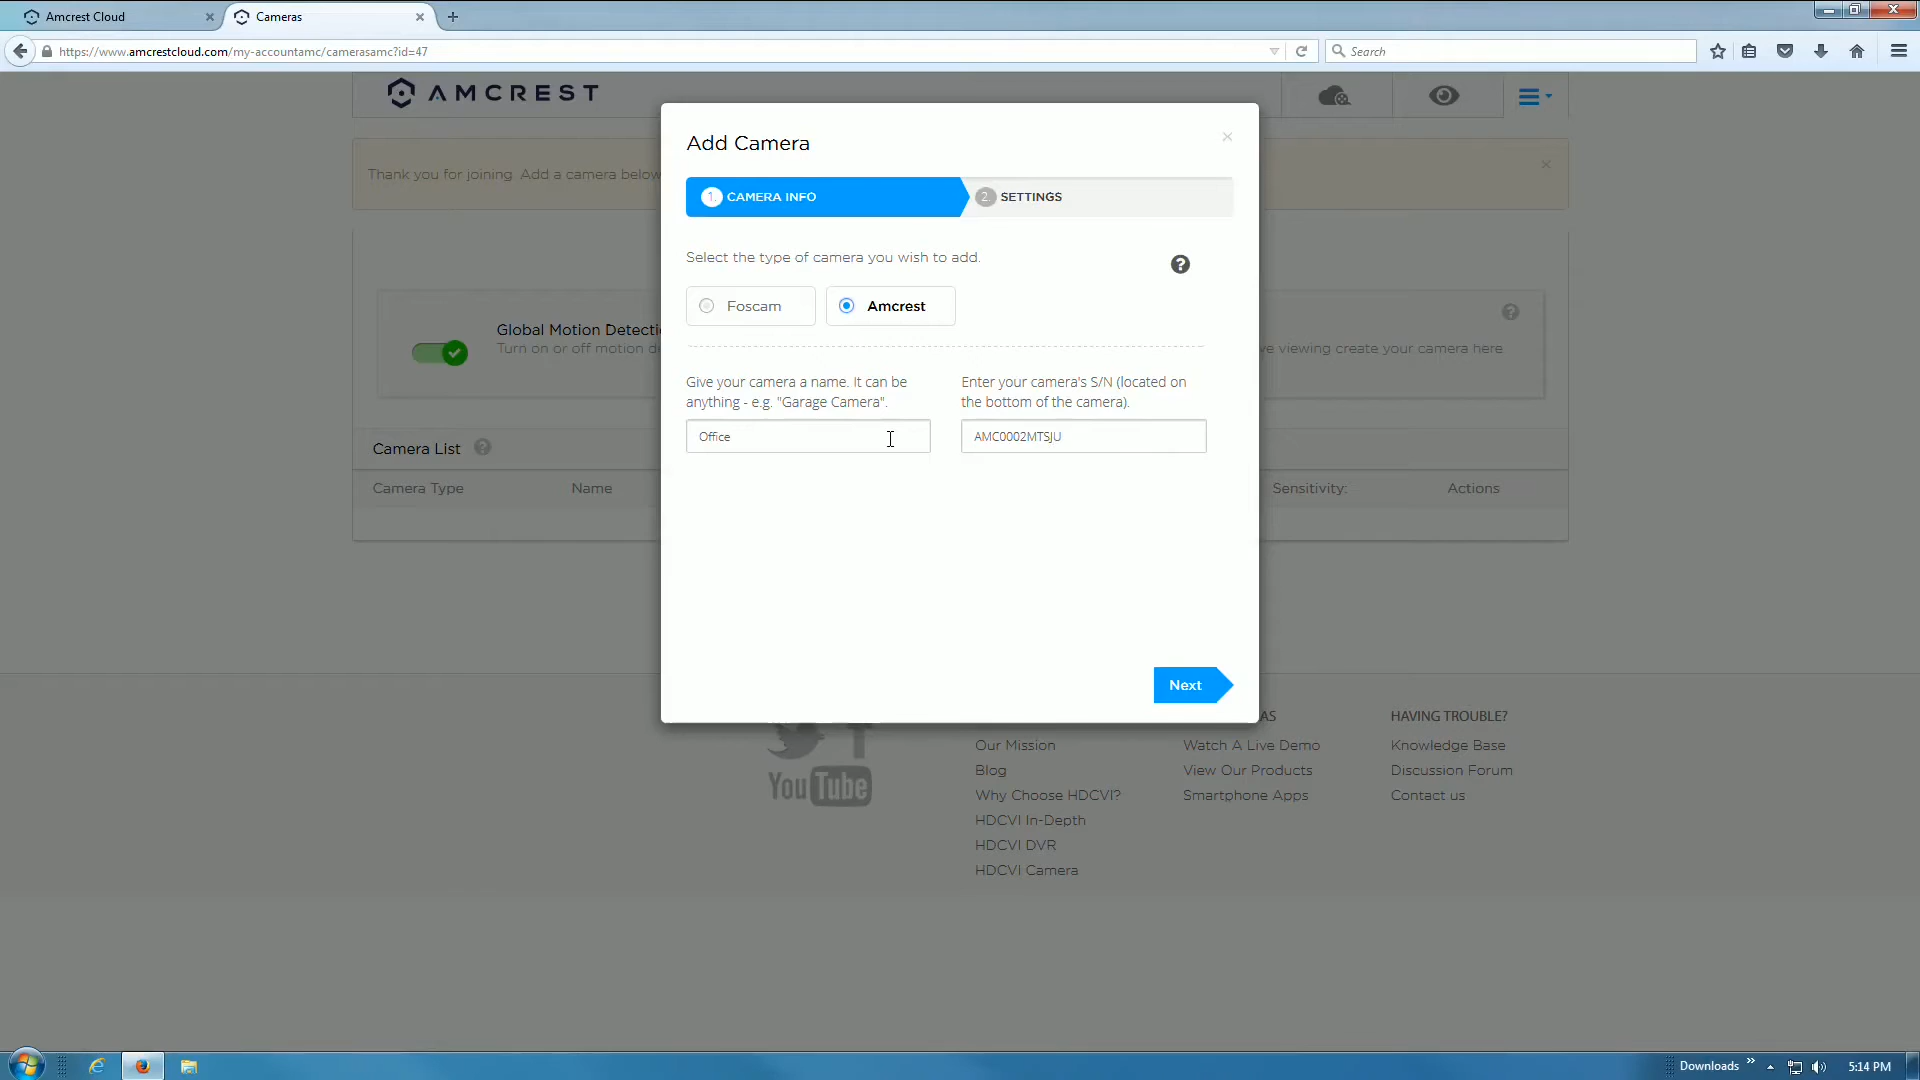 Amcrest Cloud
Cameras
https://www.amcrestcloud.com/my-accountamc/camerasamc?id=47
Search
AMCREST
Thank you for joining. Add a camera below
Add Camera
1. CAMERA INFO
2. SETTINGS
Select the type of camera you wish to add.
?
Foscam
Amcrest
Global Motion Detecti
Turn on or off motion d
ve viewing create your camera here
?
Give your camera a name. It can be
anything - e.g. "Garage Camera".
Enter your camera's S/N (located on
the bottom of the camera).
Office
AMC0002MTSJU
Camera List ?
Camera Type
Name
Sensitivity:
Actions
Next
YouTube
AS
HAVING TROUBLE?
Our Mission
Watch A Live Demo
Knowledge Base
Blog
View Our Products
Discussion Forum
Why Choose HDCVI?
Smartphone Apps
Contact us
HDCVI In-Depth
HDCVI DVR
HDCVI Camera
Downloads
5:14 PM